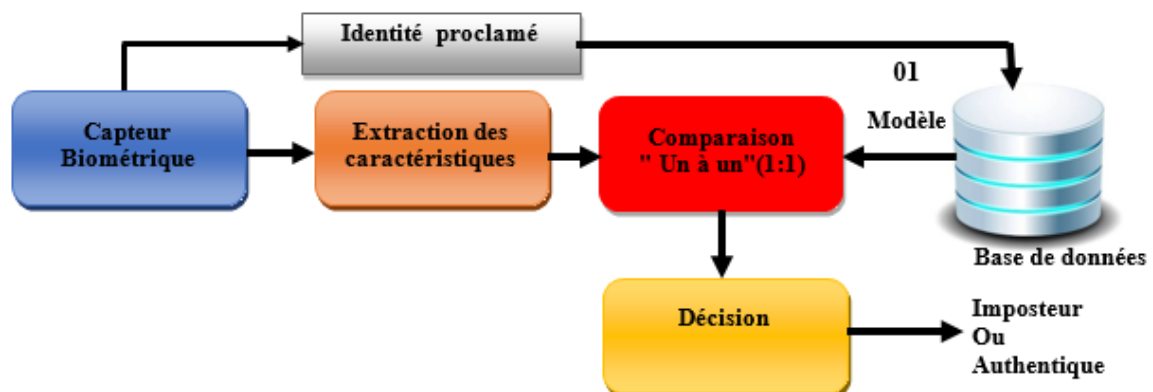 Identité proclamé
01
Modèle
Capteur
Biométrique
Extraction des
caractéristiques
Comparaison
" Un à un"(1:1)
Base de données
Décision
Imposteur
Ou
Authentique